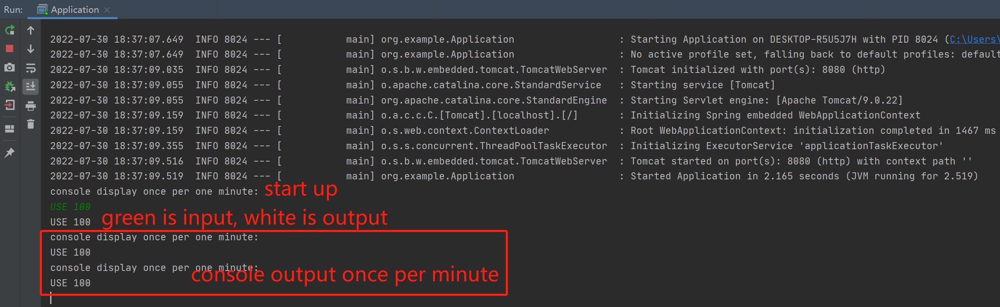 Run: Application
2022-07-30 18:37:07.649  INFO 8024 --- [           main] org.example.Application                  : Starting Application on DESKTOP-R5U5J7H with PID 8024 (C:\Users\
2022-07-30 18:37:07.649  INFO 8024 --- [           main] org.example.Application                  : No active profile set, falling back to default profiles: default
2022-07-30 18:37:09.035  INFO 8024 --- [           main] o.s.b.w.embedded.tomcat.TomcatWebServer  : Tomcat initialized with port(s): 8080 (http)
2022-07-30 18:37:09.055  INFO 8024 --- [           main] o.apache.catalina.core.StandardService   : Starting service [Tomcat]
2022-07-30 18:37:09.055  INFO 8024 --- [           main] org.apache.catalina.core.StandardEngine  : Starting Servlet engine: [Apache Tomcat/9.0.22]
2022-07-30 18:37:09.159  INFO 8024 --- [           main] o.a.c.c.C.[Tomcat].[localhost].[/]       : Initializing Spring embedded WebApplicationContext
2022-07-30 18:37:09.159  INFO 8024 --- [           main] o.s.web.context.ContextLoader            : Root WebApplicationContext: initialization completed in 1467 ms
2022-07-30 18:37:09.355  INFO 8024 --- [           main] o.s.s.concurrent.ThreadPoolTaskExecutor  : Initializing ExecutorService 'applicationTaskExecutor'
2022-07-30 18:37:09.516  INFO 8024 --- [           main] o.s.b.w.embedded.tomcat.TomcatWebServer  : Tomcat started on port(s): 8080 (http) with context path ''
2022-07-30 18:37:09.519  INFO 8024 --- [           main] org.example.Application                  : Started Application in 2.165 seconds (JVM running for 2.519)
console display once per one minute: start up
USE 100
USE 100 green is input, white is output
console display once per one minute:
USE 100
console display once per one minute:
console output once per minute
USE 100